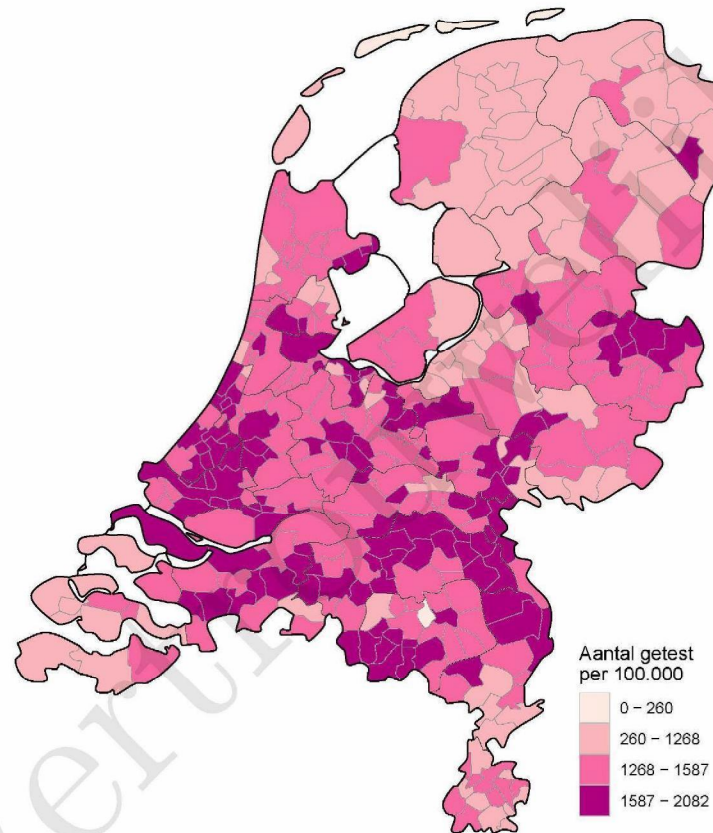 Aantal getest
per 100.000
0 – 260
260 – 1268
1268 – 1587
1587 – 2082